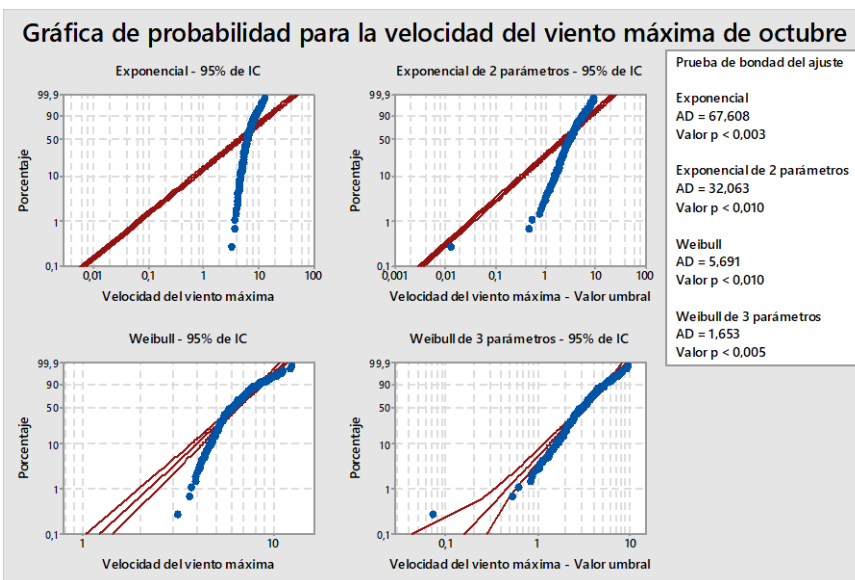 Gráfica de probabilidad para la velocidad del viento máxima de octubre
Exponencial - 95% de IC
99,9
90
50
10
1
0,1
Porcentaje
0,01
0,1
1
10
100
Velocidad del viento máxima
Exponencial de 2 parámetros - 95% de IC
99,9
90
50
10
1
0,1
Porcentaje
0,001
0,01
0,1
1
10
100
Velocidad del viento máxima - Valor umbral
Weibull - 95% de IC
99,9
90
50
10
1
0,1
Porcentaje
1
10
Velocidad del viento máxima
Weibull de 3 parámetros - 95% de IC
99,9
90
50
10
1
0,1
Porcentaje
0,1
1
10
Velocidad del viento máxima - Valor umbral
Prueba de bondad del ajuste
Exponencial
AD = 67,608
Valor p < 0,003
Exponencial de 2 parámetros
AD = 32,063
Valor p < 0,010
Weibull
AD = 5,691
Valor p < 0,010
Weibull de 3 parámetros
AD = 1,653
Valor p < 0,005